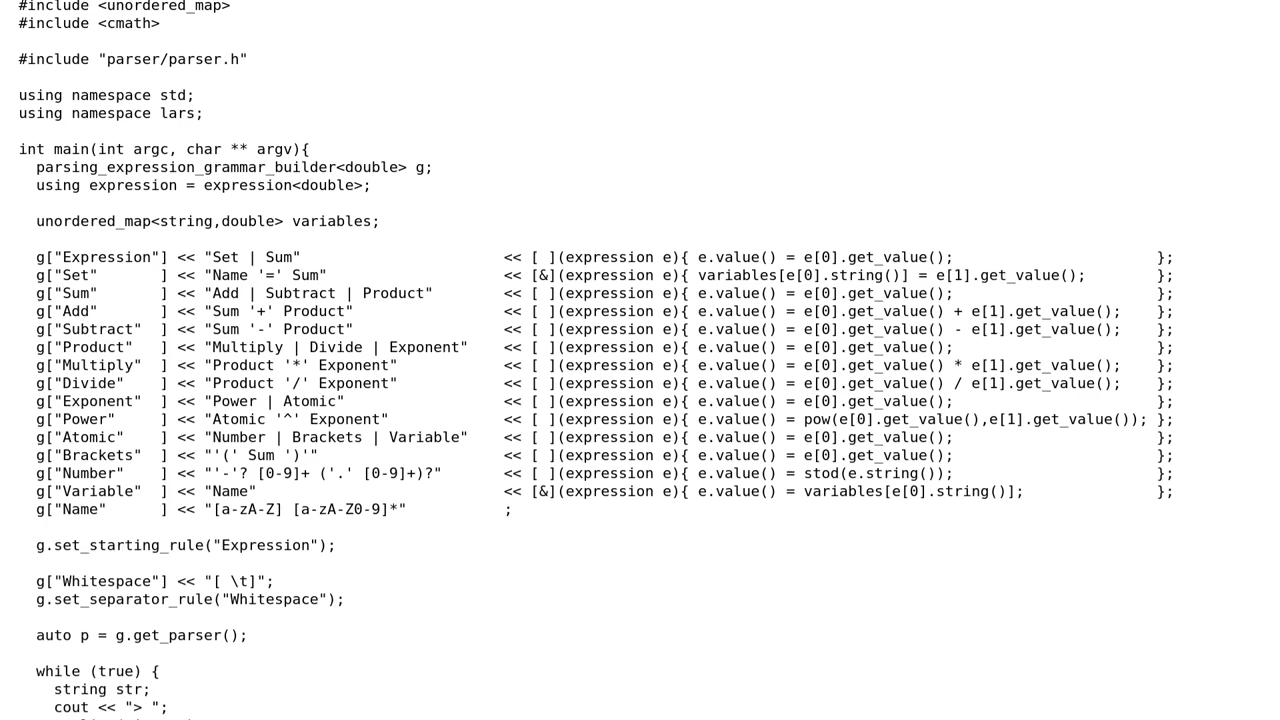 #include <unordered_map>
#include <cmath>

#include "parser/parser.h"

using namespace std;
using namespace lars;

int main(int argc, char ** argv){
  parsing_expression_grammar_builder<double> g;
  using expression = expression<double>;

  unordered_map<string,double> variables;

  g["Expression"] << "Set | Sum"                       << [ ](expression e){ e.value() = e[0].get_value();                       };
  g["Set"       ] << "Name '=' Sum"                    << [&](expression e){ variables[e[0].string()] = e[1].get_value();        };
  g["Sum"       ] << "Add | Subtract | Product"        << [ ](expression e){ e.value() = e[0].get_value();                       };
  g["Add"       ] << "Sum '+' Product"                 << [ ](expression e){ e.value() = e[0].get_value() + e[1].get_value();    };
  g["Subtract"  ] << "Sum '-' Product"                 << [ ](expression e){ e.value() = e[0].get_value() - e[1].get_value();    };
  g["Product"   ] << "Multiply | Divide | Exponent"    << [ ](expression e){ e.value() = e[0].get_value();                       };
  g["Multiply"  ] << "Product '*' Exponent"            << [ ](expression e){ e.value() = e[0].get_value() * e[1].get_value();    };
  g["Divide"    ] << "Product '/' Exponent"            << [ ](expression e){ e.value() = e[0].get_value() / e[1].get_value();    };
  g["Exponent"  ] << "Power | Atomic"                  << [ ](expression e){ e.value() = e[0].get_value();                       };
  g["Power"     ] << "Atomic '^' Exponent"             << [ ](expression e){ e.value() = pow(e[0].get_value(),e[1].get_value()); };
  g["Atomic"    ] << "Number | Brackets | Variable"    << [ ](expression e){ e.value() = e[0].get_value();                       };
  g["Brackets"  ] << "'(' Sum ')'"                     << [ ](expression e){ e.value() = e[0].get_value();                       };
  g["Number"    ] << "'-'? [0-9]+ ('.' [0-9]+)?"       << [ ](expression e){ e.value() = stod(e.string());                       };
  g["Variable"  ] << "Name"                            << [&](expression e){ e.value() = variables[e[0].string()];               };
  g["Name"      ] << "[a-zA-Z] [a-zA-Z0-9]*"           ;

  g.set_starting_rule("Expression");

  g["Whitespace"] << "[ \t]";
  g.set_separator_rule("Whitespace");

  auto p = g.get_parser();

  while (true) {
    string str;
    cout << "> ";